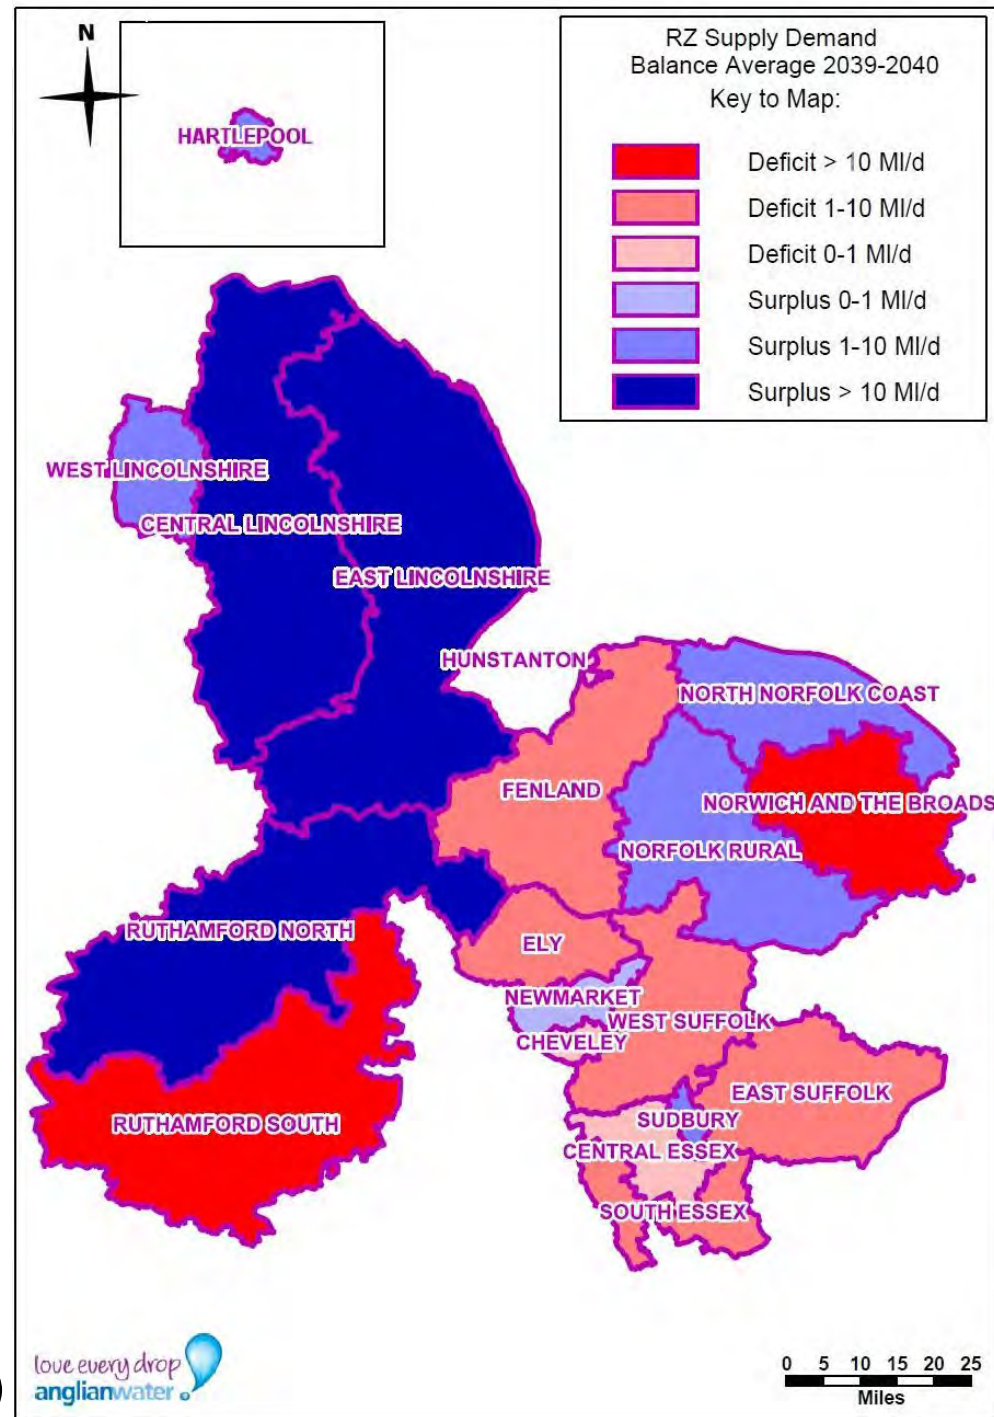 N
HARTLEPOOL
RZ Supply Demand
Balance Average 2039-2040
Key to Map:
Deficit > 10 Ml/d
Deficit 1-10 Ml/d
Deficit 0-1 Ml/d
Surplus 0-1 Ml/d
Surplus 1-10 Ml/d
Surplus > 10 Ml/d
WEST LINCOLNSHIRE
CENTRAL LINCOLNSHIRE
EAST LINCOLNSHIRE
HUNSTANTON
NORTH NORFOLK COAST
FENLAND
NORWICH AND THE BROADS
NORFOLK RURAL
RUTHAMFORD NORTH
ELY
NEWMARKET
WEST SUFFOLK
CHEVELEY
EAST SUFFOLK
SUDBURY
RUTHAMFORD SOUTH
CENTRAL ESSEX
SOUTH ESSEX
love every drop
anglianwater
0 5 10 15 20 25
Miles